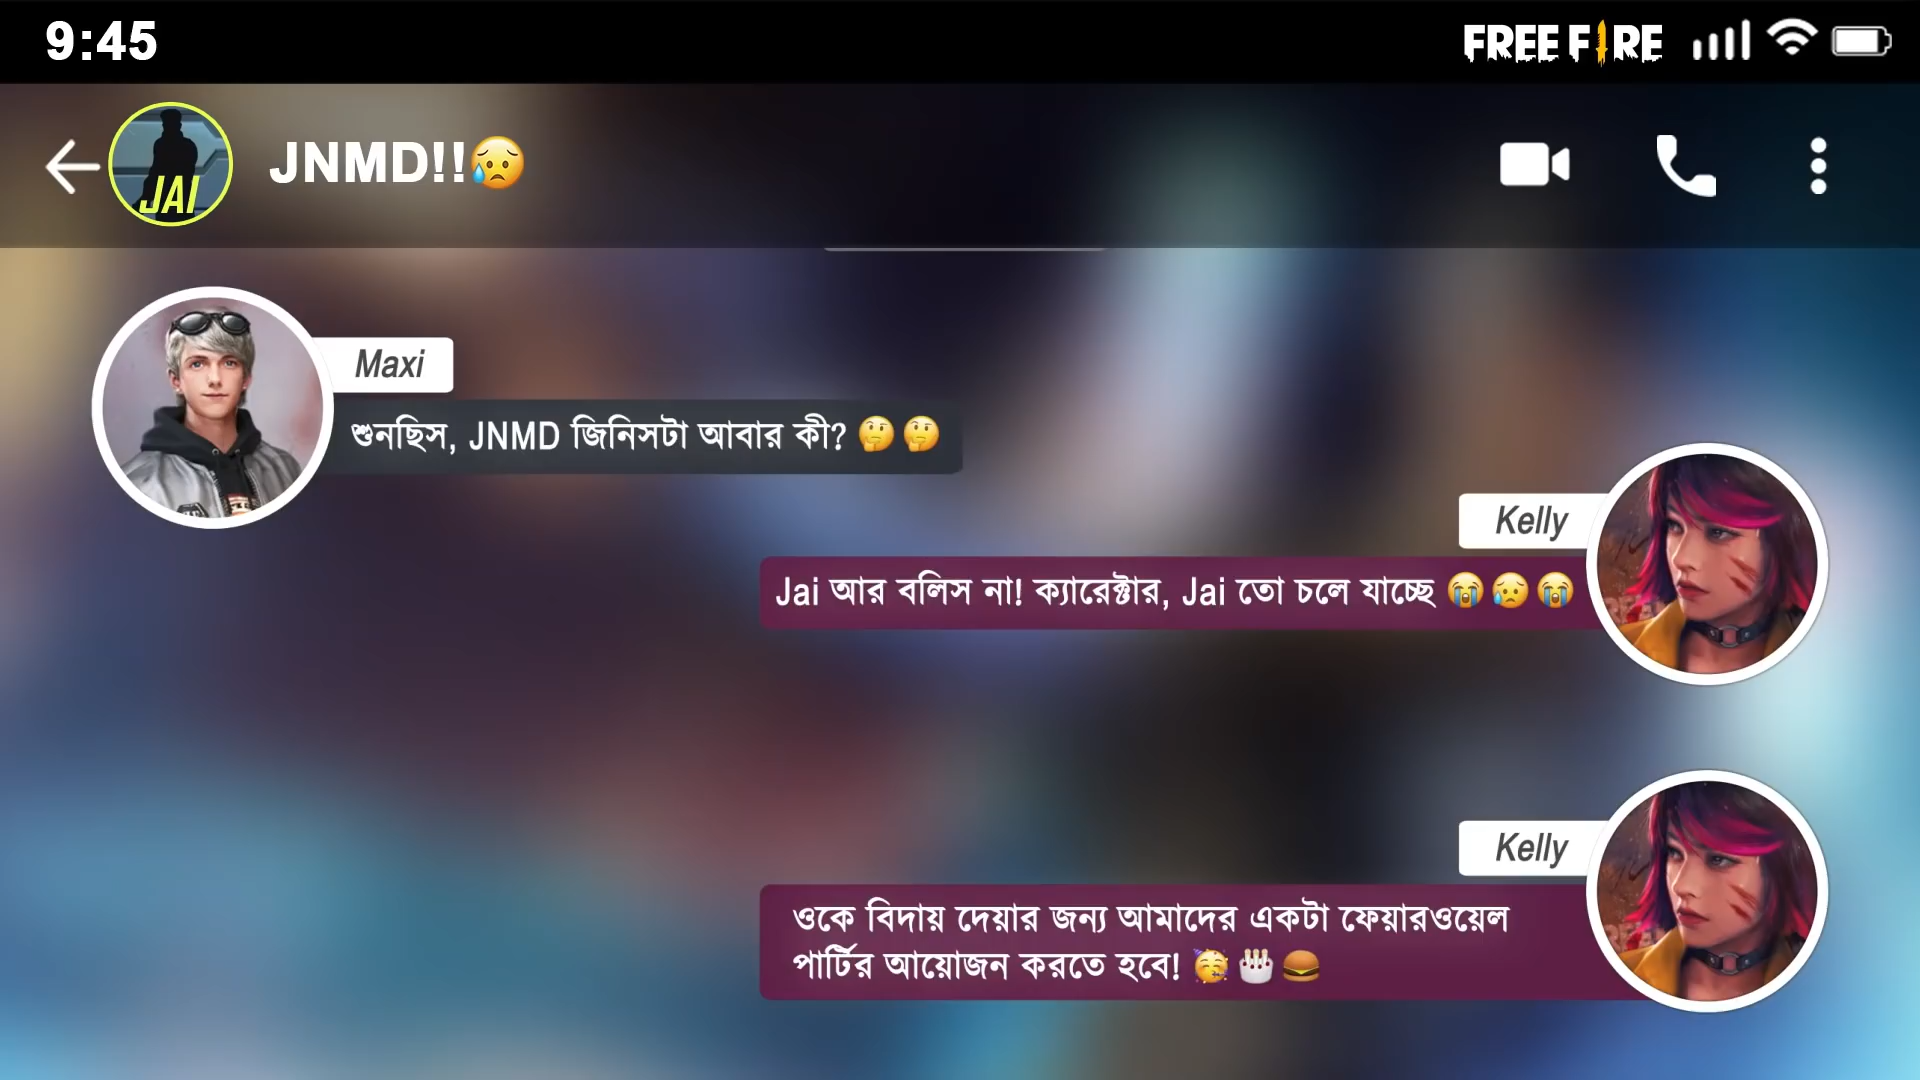 9:45
FREE FIRE
JAI
JNMD!!😥
Maxi
শুনছিস, JNMD জিনিসটা আবার কী? 🤔🤔
Kelly
Jai আর বলিস না! ক্যারেক্টার, Jai তো চলে যাচ্ছে 😭😥😭
Kelly
ওকে বিদায় দেয়ার জন্য আমাদের একটা ফেয়ারওয়েল
পার্টির আয়োজন করতে হবে! 🥳🎂🍔